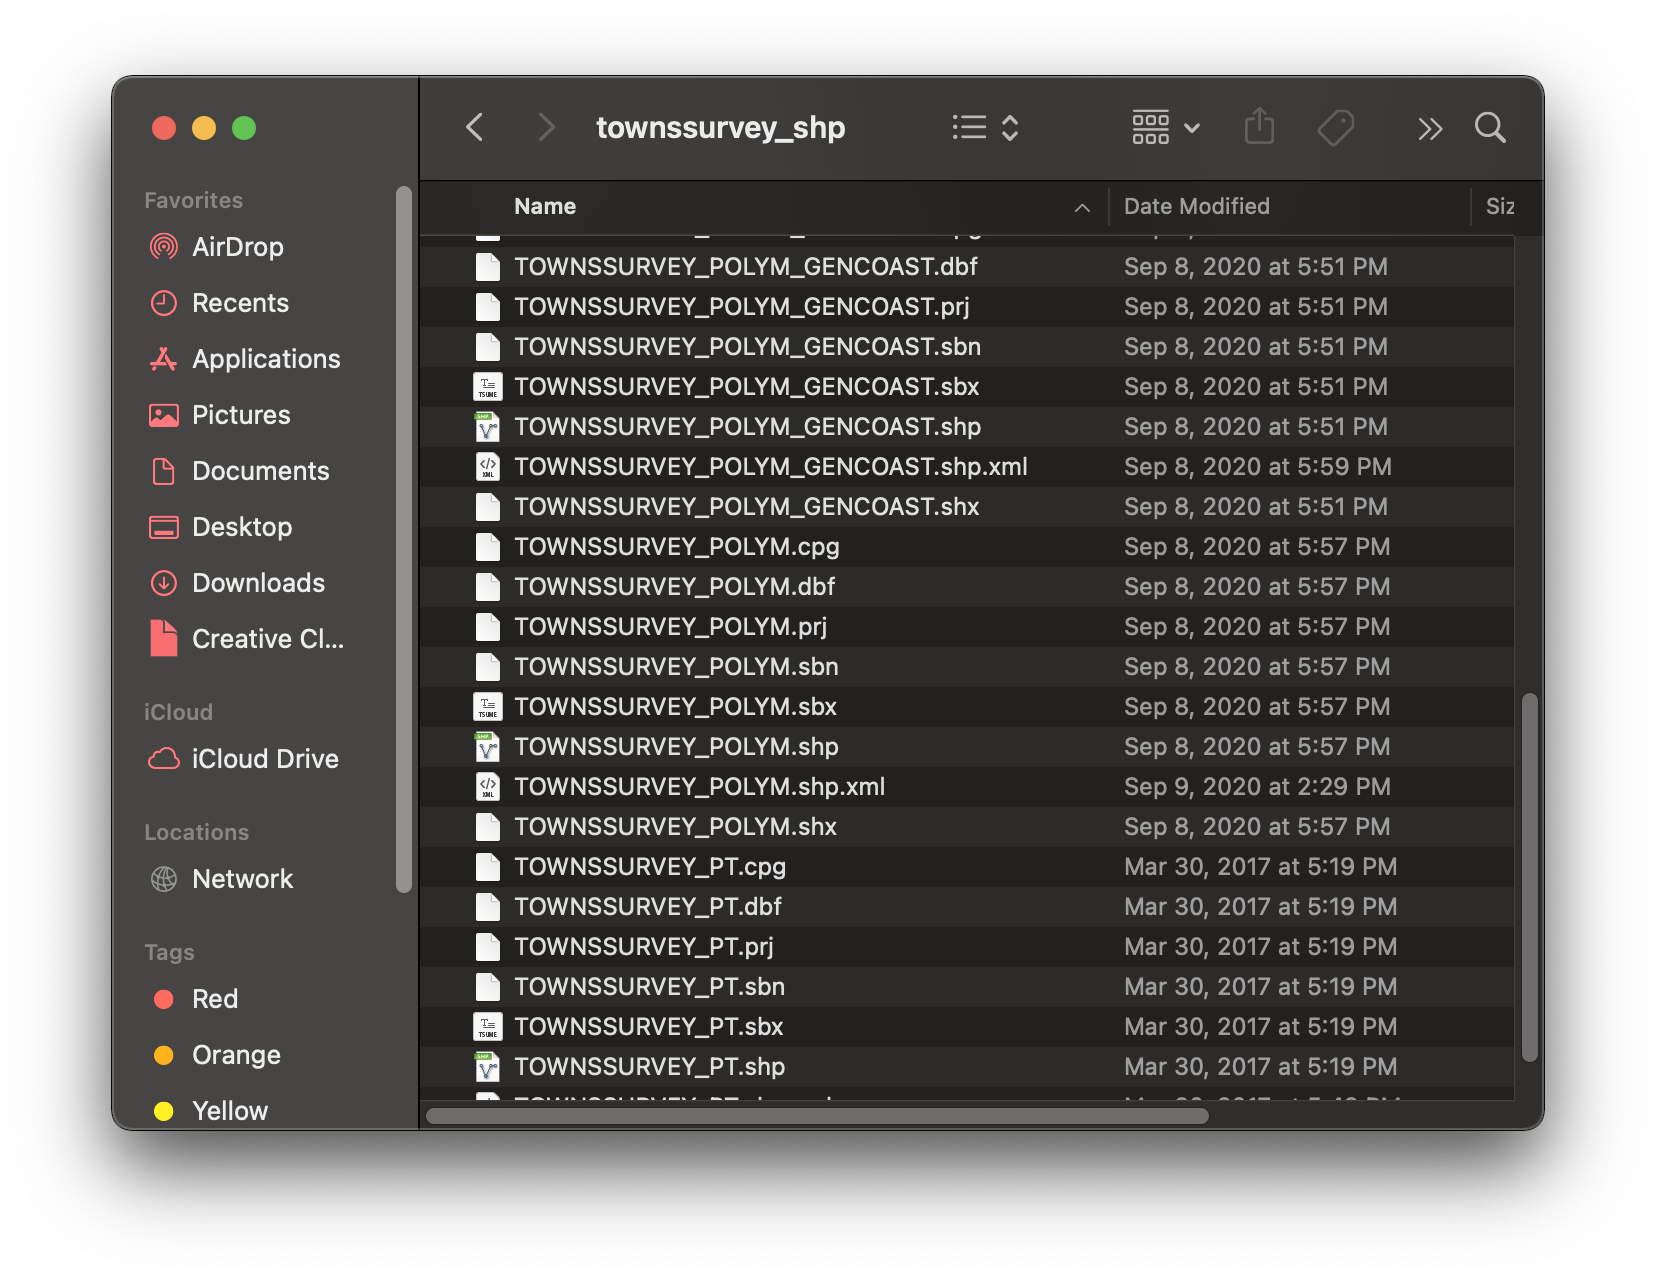 townssurvey_shp
Favorites
AirDrop
Recents
Applications
Pictures
Documents
Desktop
Downloads
Creative Cl...
iCloud
iCloud Drive
Locations
Network
Tags
Red
Orange
Yellow
Name Date Modified Siz
TOWNSSURVEY_POLYM_GENCOAST.dbf Sep 8, 2020 at 5:51 PM
TOWNSSURVEY_POLYM_GENCOAST.prj Sep 8, 2020 at 5:51 PM
TOWNSSURVEY_POLYM_GENCOAST.sbn Sep 8, 2020 at 5:51 PM
TOWNSSURVEY_POLYM_GENCOAST.sbx Sep 8, 2020 at 5:51 PM
TOWNSSURVEY_POLYM_GENCOAST.shp Sep 8, 2020 at 5:51 PM
TOWNSSURVEY_POLYM_GENCOAST.shp.xml Sep 8, 2020 at 5:59 PM
TOWNSSURVEY_POLYM_GENCOAST.shx Sep 8, 2020 at 5:51 PM
TOWNSSURVEY_POLYM.cpg Sep 8, 2020 at 5:57 PM
TOWNSSURVEY_POLYM.dbf Sep 8, 2020 at 5:57 PM
TOWNSSURVEY_POLYM.prj Sep 8, 2020 at 5:57 PM
TOWNSSURVEY_POLYM.sbn Sep 8, 2020 at 5:57 PM
TOWNSSURVEY_POLYM.sbx Sep 8, 2020 at 5:57 PM
TOWNSSURVEY_POLYM.shp Sep 8, 2020 at 5:57 PM
TOWNSSURVEY_POLYM.shp.xml Sep 9, 2020 at 2:29 PM
TOWNSSURVEY_POLYM.shx Sep 8, 2020 at 5:57 PM
TOWNSSURVEY_PT.cpg Mar 30, 2017 at 5:19 PM
TOWNSSURVEY_PT.dbf Mar 30, 2017 at 5:19 PM
TOWNSSURVEY_PT.prj Mar 30, 2017 at 5:19 PM
TOWNSSURVEY_PT.sbn Mar 30, 2017 at 5:19 PM
TOWNSSURVEY_PT.sbx Mar 30, 2017 at 5:19 PM
TOWNSSURVEY_PT.shp Mar 30, 2017 at 5:19 PM